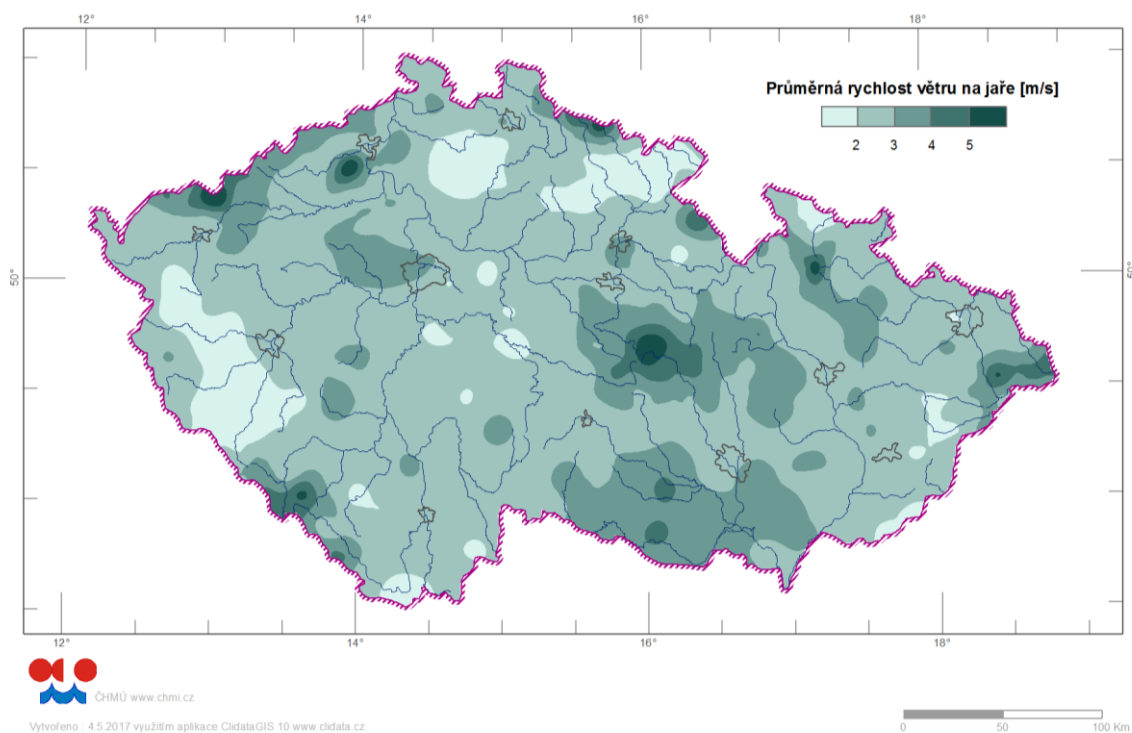 12° 14° 16° 18°
Průměrná rychlost větru na jaře [m/s]
2 3 4 5
50° 50°
12° 14° 16° 18°
ČHMÚ www.chmi.cz
Vytvořeno : 4.5.2017 využitím aplikace ClidataGIS 10 www.clidata.cz
0 50 100 Km